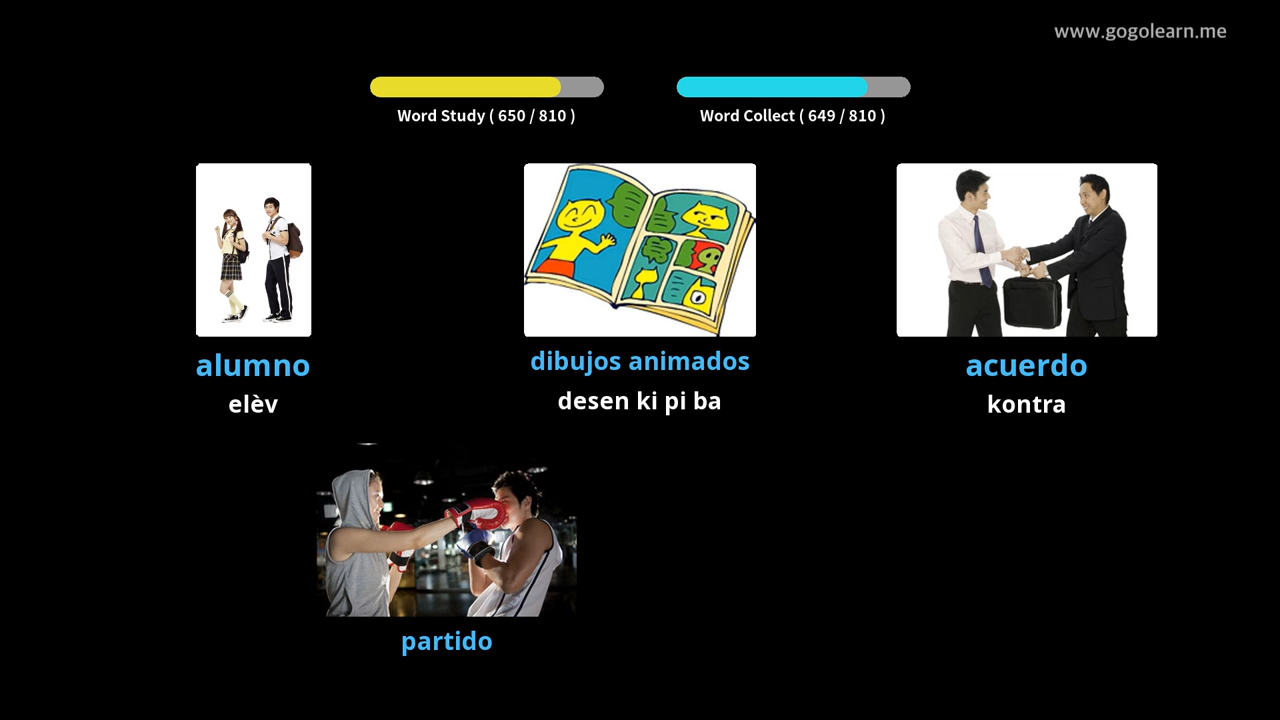 www.gogolearn.me
Word Study ( 650 / 810 )
Word Collect ( 649 / 810 )
alumno
elèv
dibujos animados
desen ki pi ba
acuerdo
kontra
partido